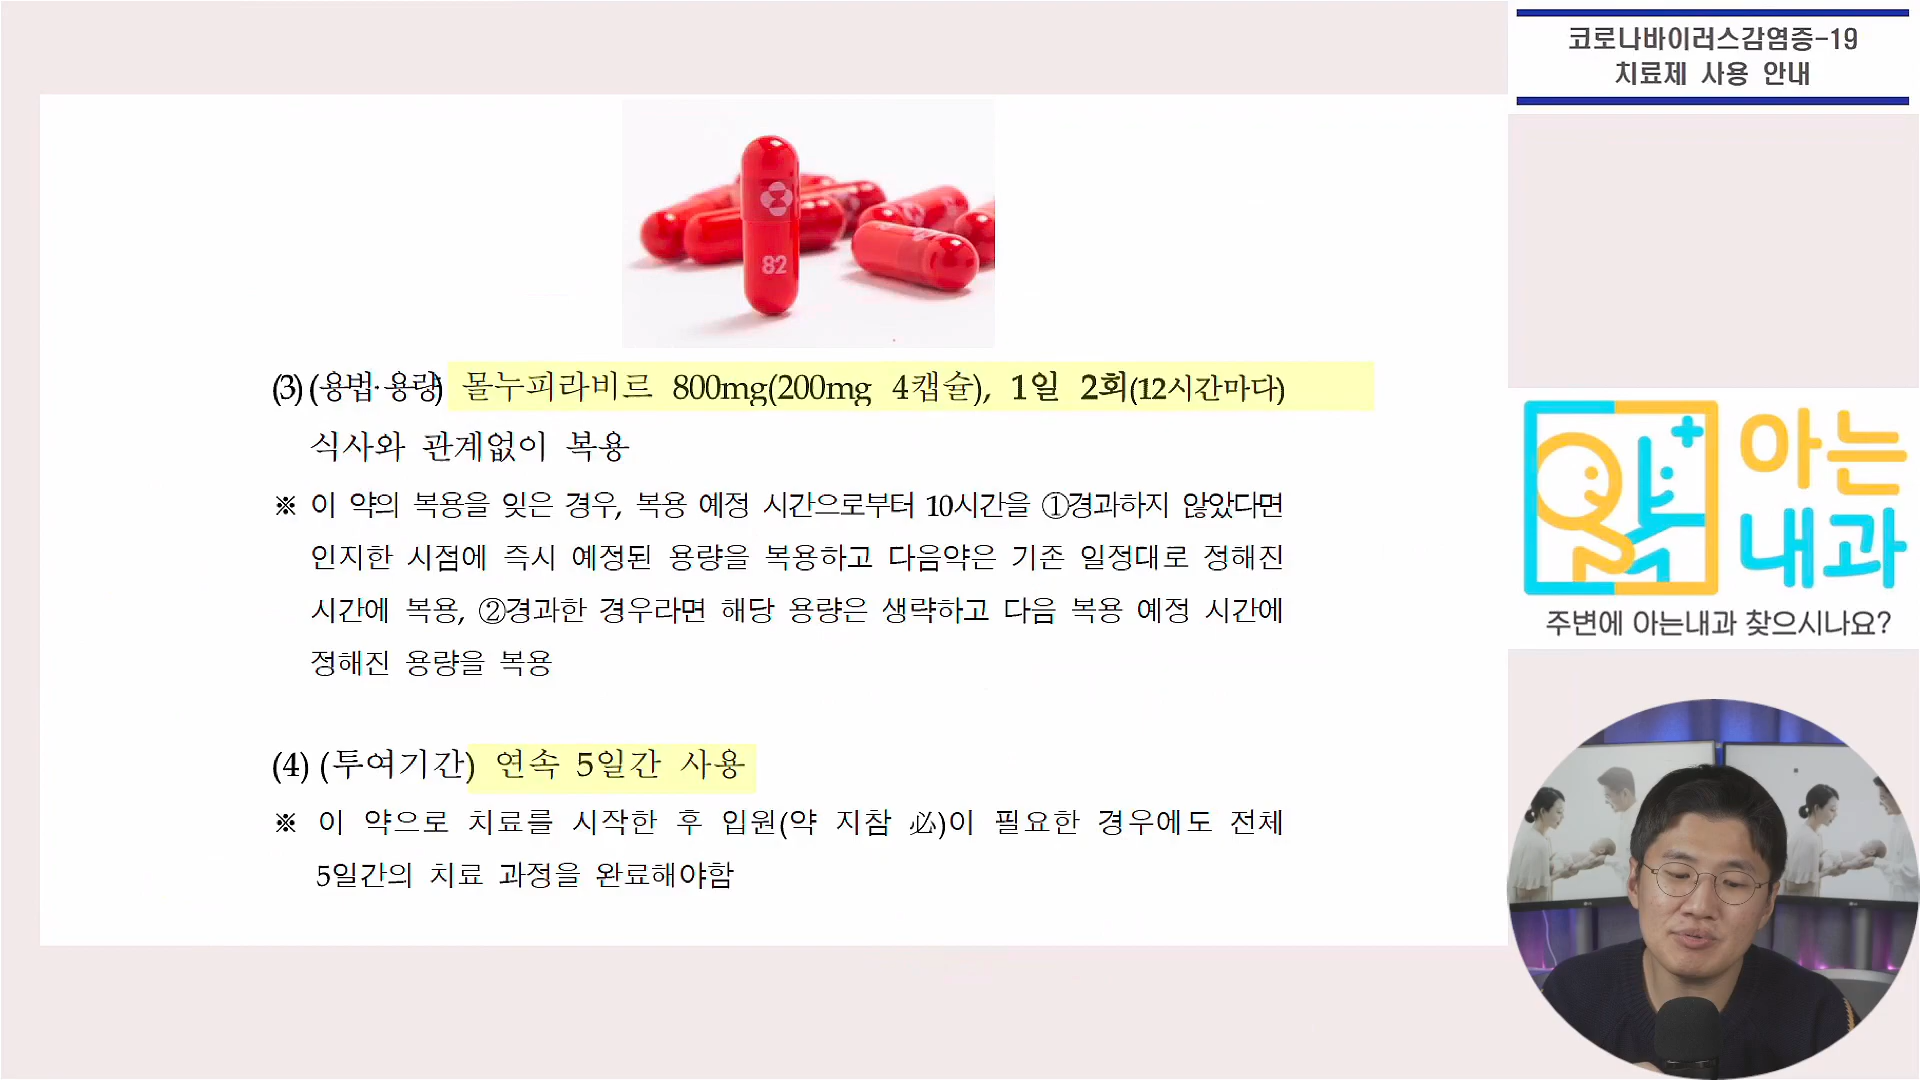 코로나바이러스감염증-19
치료제 사용 안내
82
(3) (용법·용량) 몰누피라비르 800mg(200mg 4캡슐), 1일 2회(12시간마다)
식사와 관계없이 복용
※ 이 약의 복용을 잊은 경우, 복용 예정 시간으로부터 10시간을 ①경과하지 않았다면
인지한 시점에 즉시 예정된 용량을 복용하고 다음약은 기존 일정대로 정해진
시간에 복용, ②경과한 경우라면 해당 용량은 생략하고 다음 복용 예정 시간에
정해진 용량을 복용
(4) (투여기간) 연속 5일간 사용
※ 이 약으로 치료를 시작한 후 입원(약 지참 必)이 필요한 경우에도 전체
5일간의 치료 과정을 완료해야함
아는
내과
주변에 아는내과 찾으시나요?